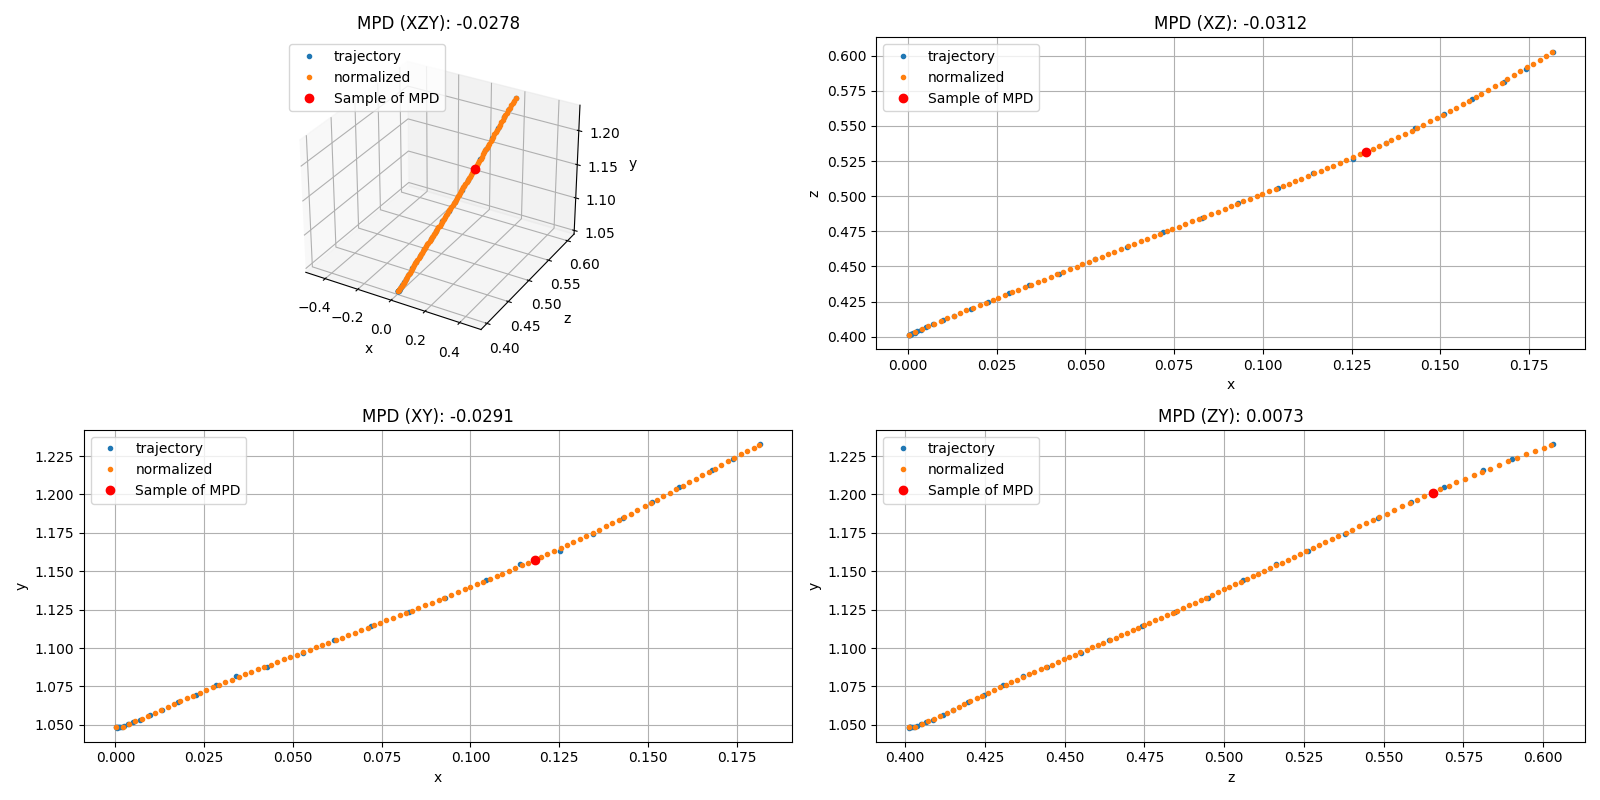 MPD (XZY): -0.0278
trajectory
normalized
Sample of MPD
1.20
1.15
1.10
1.05
y
0.60
0.55
0.50
0.45
0.40
z
−0.4
−0.2
0.0
0.2
0.4
x
MPD (XZ): -0.0312
trajectory
normalized
Sample of MPD
0.600
0.575
0.550
0.525
0.500
0.475
0.450
0.425
0.400
z
0.000 0.025 0.050 0.075 0.100 0.125 0.150 0.175
x
MPD (XY): -0.0291
trajectory
normalized
Sample of MPD
1.225
1.200
1.175
1.150
1.125
1.100
1.075
1.050
y
0.000 0.025 0.050 0.075 0.100 0.125 0.150 0.175
x
MPD (ZY): 0.0073
trajectory
normalized
Sample of MPD
1.225
1.200
1.175
1.150
1.125
1.100
1.075
1.050
y
0.400 0.425 0.450 0.475 0.500 0.525 0.550 0.575 0.600
z